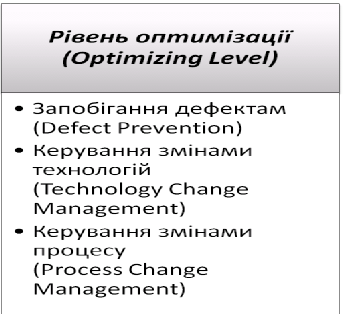 Рівень оптимізації
(Optimizing Level)
• Запобігання дефектам
(Defect Prevention)
• Керування змінами
технологій
(Technology Change
Management)
• Керування змінами
процесу
(Process Change
Management)